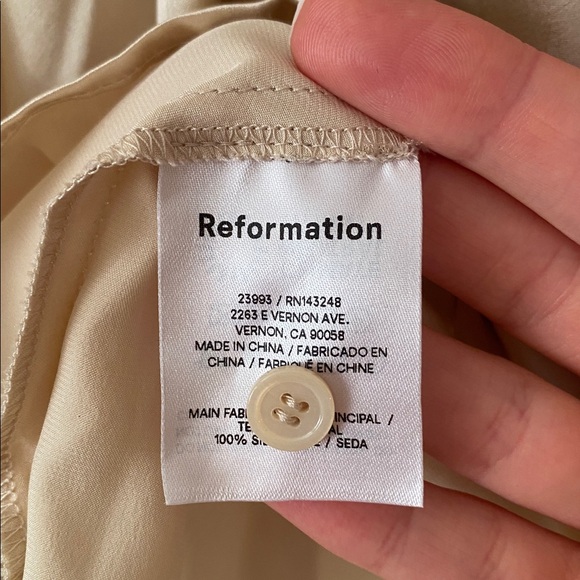 Reformation
23993 / RN143248
2263 E VERNON AVE.
VERNON, CA 90058
MADE IN CHINA / FABRICADO EN
CHINA / FABRIQUÉ EN CHINE
MAIN / 
100% / SEDA